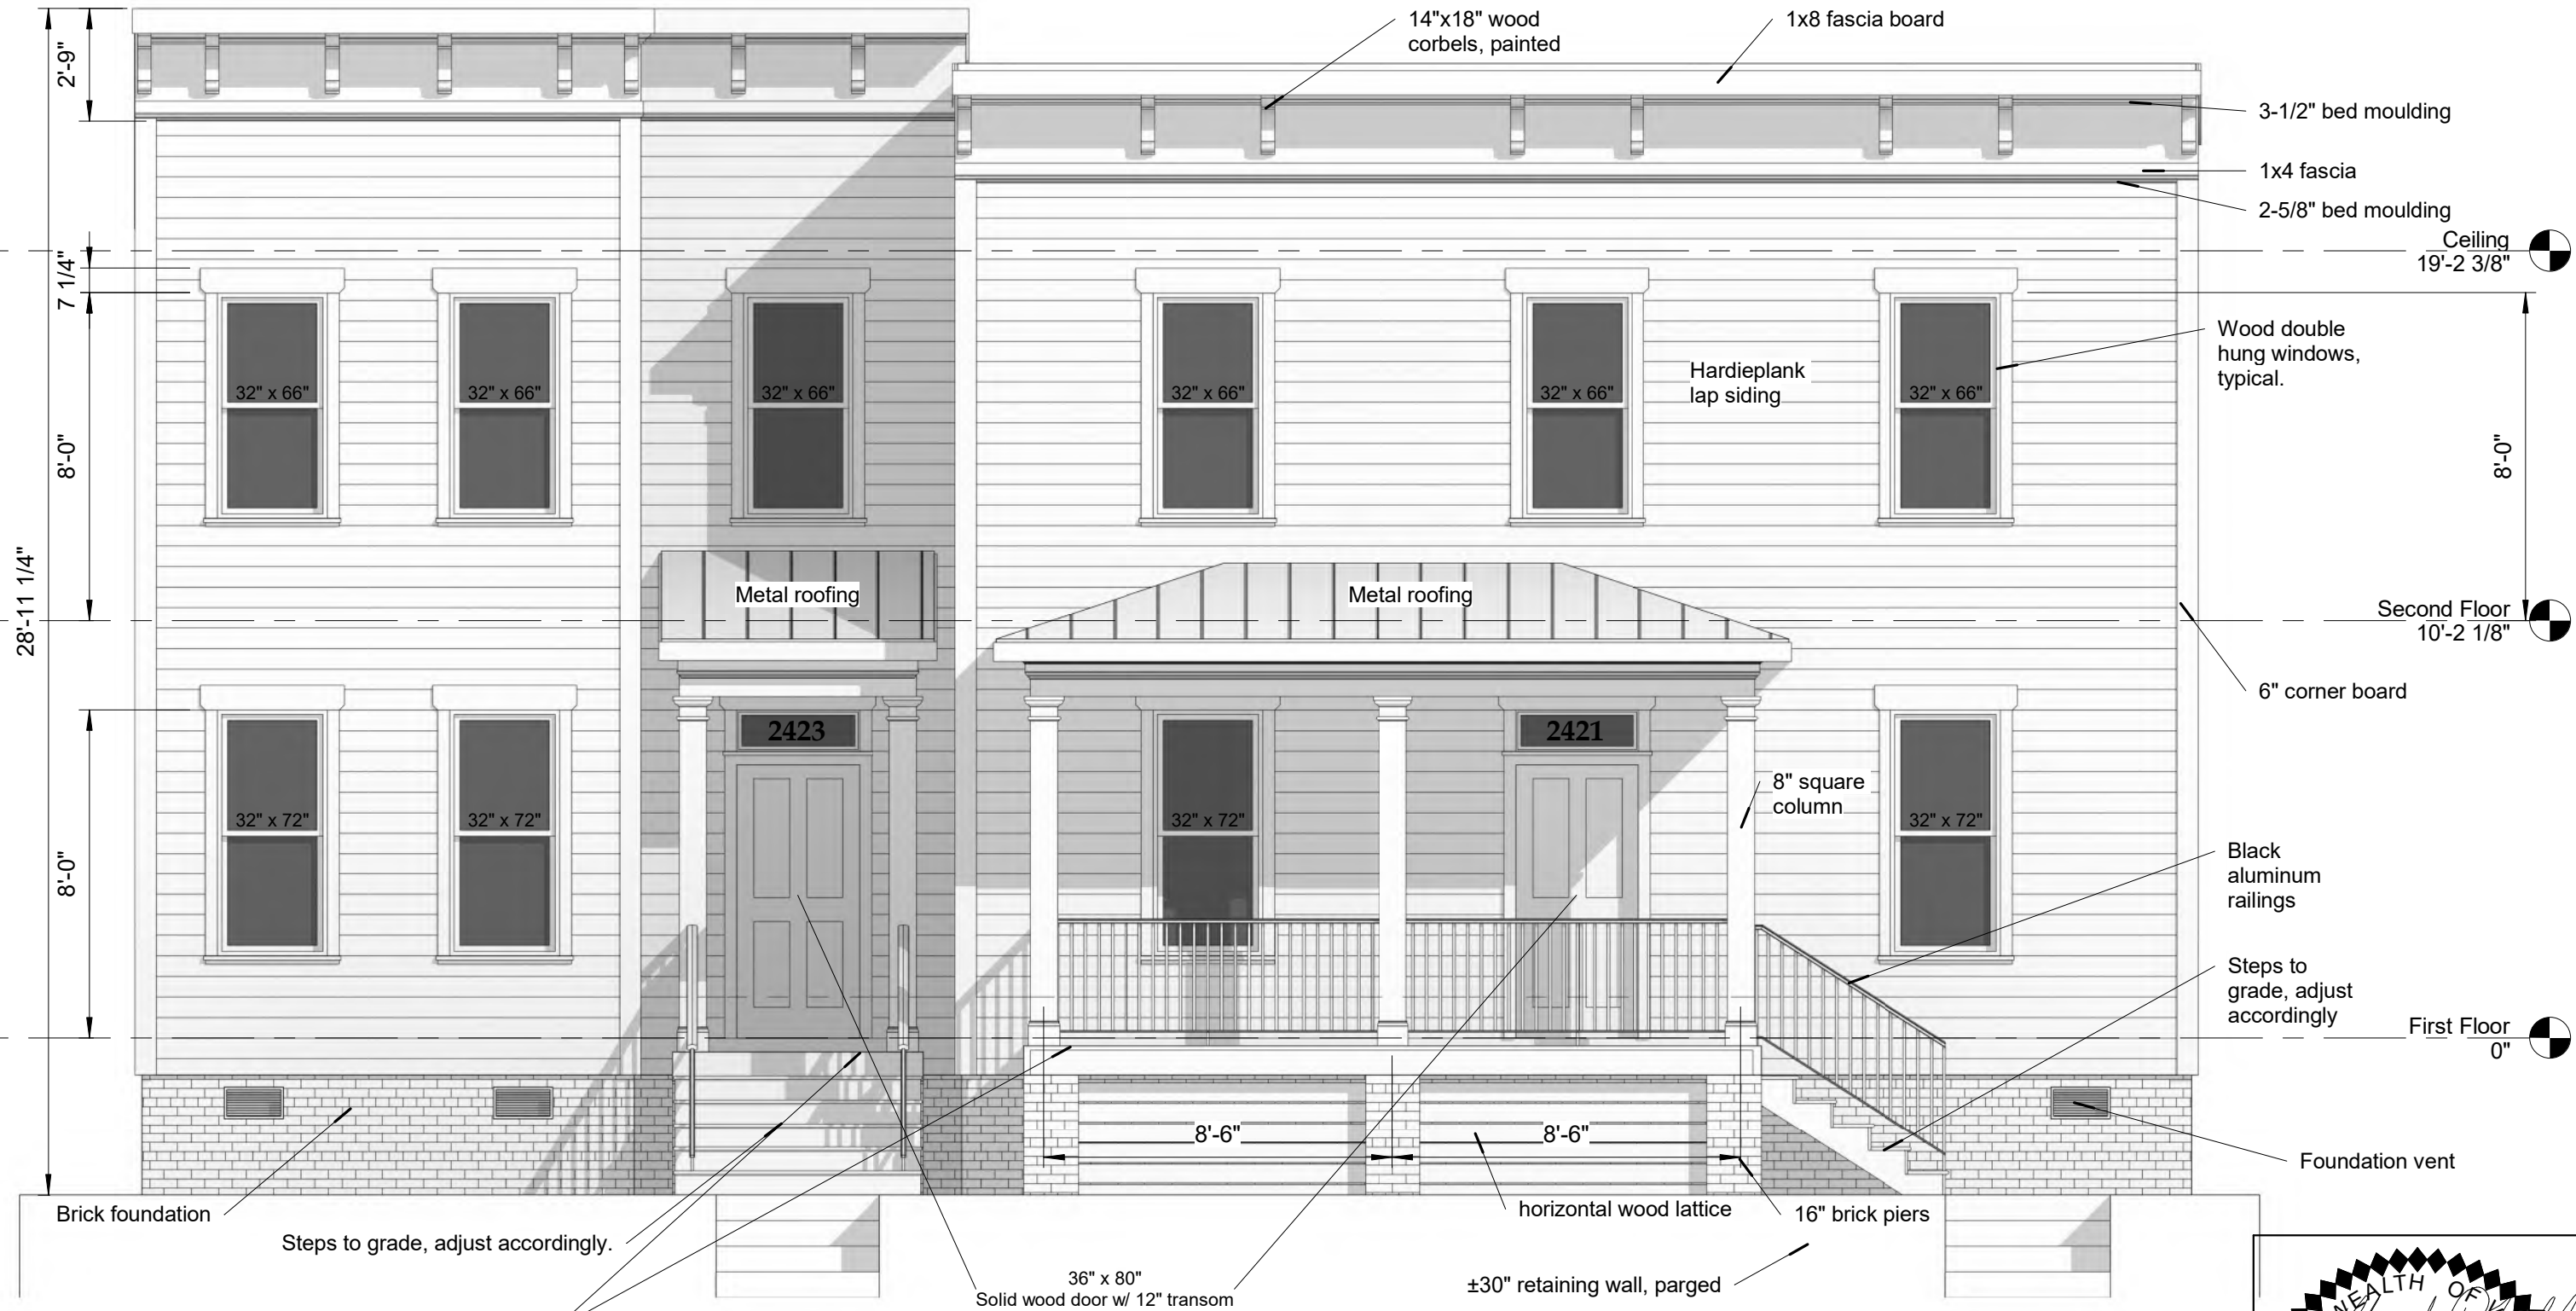 14"x18" wood
corbels, painted
1x8 fascia board
2'-9"
3-1/2" bed moulding
1x4 fascia
2-5/8" bed moulding
Ceiling
19'-2 3/8"
7 1/4"
Wood double
hung windows,
typical.
Hardieplank
lap siding
32" x 66"
32" x 66"
32" x 66"
32" x 66"
32" x 66"
32" x 66"
8'-0"
8'-0"
28'-11 1/4"
Metal roofing
Metal roofing
Second Floor
10'-2 1/8"
6" corner board
2423
2421
8" square
column
32" x 72"
32" x 72"
32" x 72"
32" x 72"
8'-0"
Black
aluminum
railings
Steps to
grade, adjust
accordingly
First Floor
0"
8'-6"
8'-6"
Foundation vent
Brick foundation
horizontal wood lattice
16" brick piers
Steps to grade, adjust accordingly.
36" x 80"
Solid wood door w/ 12" transom
±30" retaining wall, parged
WEALTH OF